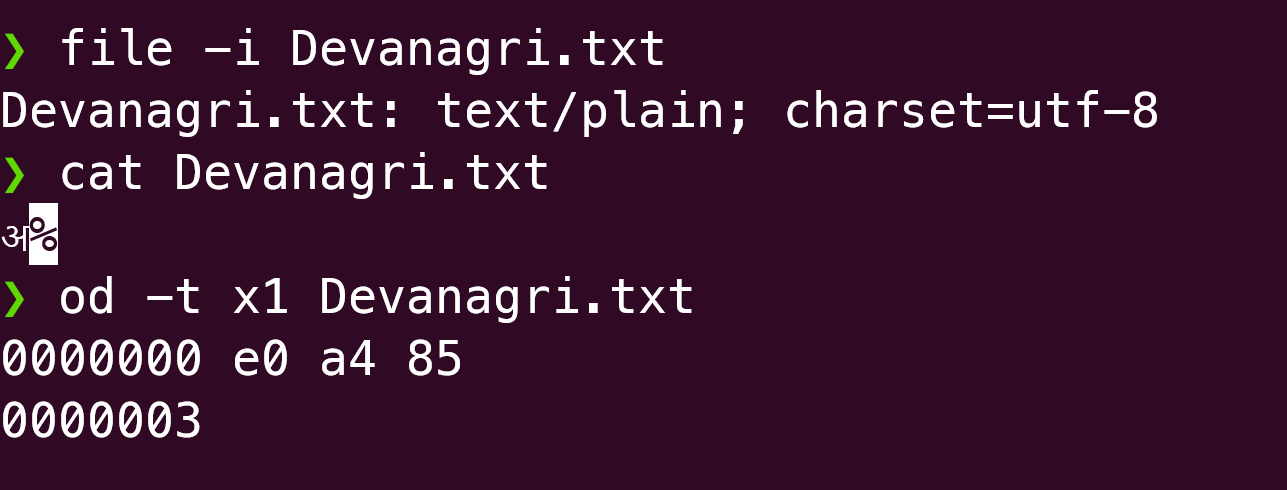 ❯ file -i Devanagri.txt
Devanagri.txt: text/plain; charset=utf-8
❯ cat Devanagri.txt
अ%
❯ od -t x1 Devanagri.txt
0000000 e0 a4 85
0000003